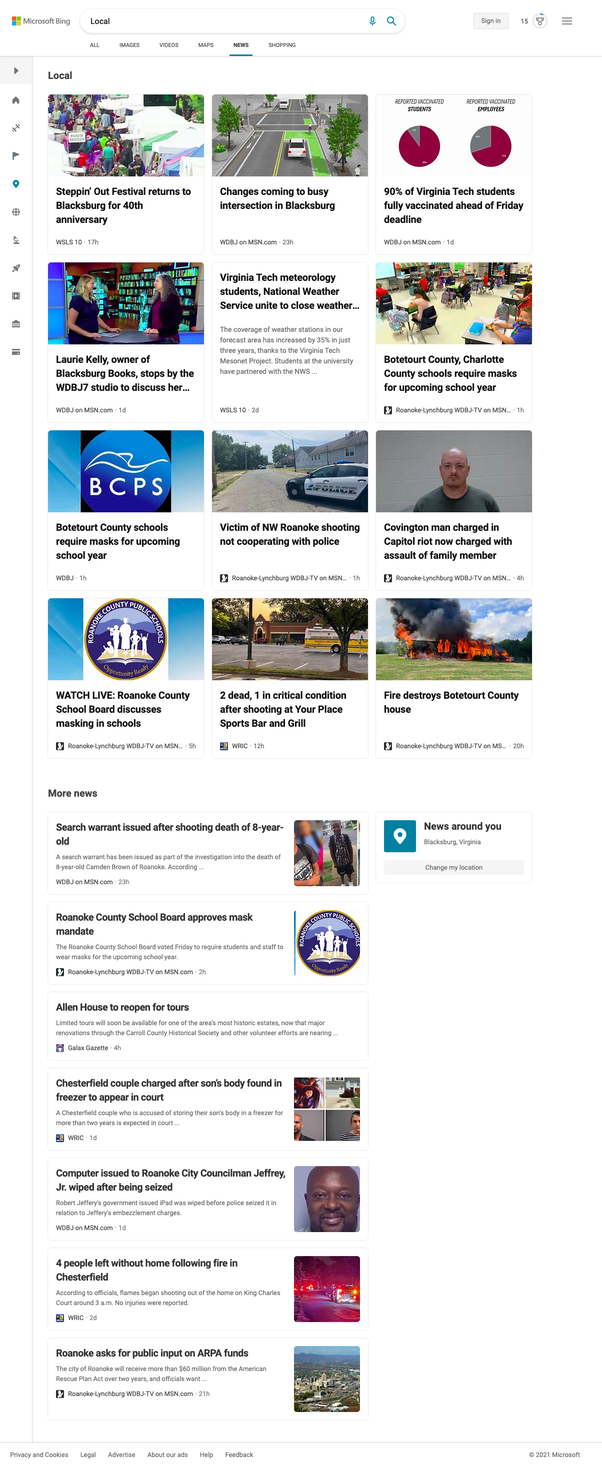 Microsoft Bing
Local
Sign in
15
ALL
IMAGES
VIDEOS
MAPS
NEWS
SHOPPING
Local
Steppin' Out Festival returns to
Blacksburg for 40th
anniversary
WSLS 10 · 17h
Changes coming to busy
intersection in Blacksburg
WDBJ on MSN.com · 23h
REPORTED VACCINATED
STUDENTS
REPORTED VACCINATED
EMPLOYEES
90% of Virginia Tech students
fully vaccinated ahead of Friday
deadline
WDBJ on MSN.com · 1d
Laurie Kelly, owner of
Blacksburg Books, stops by the
WDBJ7 studio to discuss her...
WDBJ on MSN.com · 1d
Virginia Tech meteorology
students, National Weather
Service unite to close weather...
The coverage of weather stations in our
forecast area has increased by 35% in just
three years, thanks to the Virginia Tech
Mesonet Project. Students at the university
have partnered with the NWS ...
WSLS 10 · 2d
Botetourt County, Charlotte
County schools require masks
for upcoming school year
Roanoke-Lynchburg WDBJ-TV on MSN... · 1h
BCPS
Botetourt County schools
require masks for upcoming
school year
WDBJ · 1h
POLICE
Victim of NW Roanoke shooting
not cooperating with police
Roanoke-Lynchburg WDBJ-TV on MSN... · 1h
Covington man charged in
Capitol riot now charged with
assault of family member
Roanoke-Lynchburg WDBJ-TV on MSN... · 4h
ROANOKE COUNTY PUBLIC SCHOOLS
Opportunity Ready
WATCH LIVE: Roanoke County
School Board discusses
masking in schools
Roanoke-Lynchburg WDBJ-TV on MSN... · 5h
2 dead, 1 in critical condition
after shooting at Your Place
Sports Bar and Grill
WRIC · 12h
Fire destroys Botetourt County
house
Roanoke-Lynchburg WDBJ-TV on MS... · 20h
More news
Search warrant issued after shooting death of 8-year-
old
A search warrant has been issued as part of the investigation into the death of
8-year-old Camden Brown of Roanoke. According ...
WDBJ on MSN.com · 23h
News around you
Blacksburg, Virginia
Change my location
Roanoke County School Board approves mask
mandate
The Roanoke County School Board voted Friday to require students and staff to
wear masks for the upcoming school year.
Roanoke-Lynchburg WDBJ-TV on MSN.com · 2h
ROANOKE COUNTY PUBLIC SCHOOLS
Opportunity Ready
Allen House to reopen for tours
Limited tours will soon be available for one of the area's most historic estates, now that major
renovations through the Carroll County Historical Society and other volunteer efforts are nearing ...
Galax Gazette · 4h
Chesterfield couple charged after son's body found in
freezer to appear in court
A Chesterfield couple who is accused of storing their son's body in a freezer for
more than two years is expected in court ...
WRIC · 1d
Computer issued to Roanoke City Councilman Jeffrey,
Jr. wiped after being seized
Robert Jeffery's government issued iPad was wiped before police seized it in
relation to Jeffery's embezzlement charges.
WDBJ on MSN.com · 1d
4 people left without home following fire in
Chesterfield
According to officials, flames began shooting out of the home on King Charles
Court around 3 a.m. No injuries were reported.
WRIC · 2d
Roanoke asks for public input on ARPA funds
The city of Roanoke will receive more than $60 million from the American
Rescue Plan Act over two years, and officials want ...
Roanoke-Lynchburg WDBJ-TV on MSN.com · 21h
Privacy and Cookies
Legal
Advertise
About our ads
Help
Feedback
© 2021 Microsoft